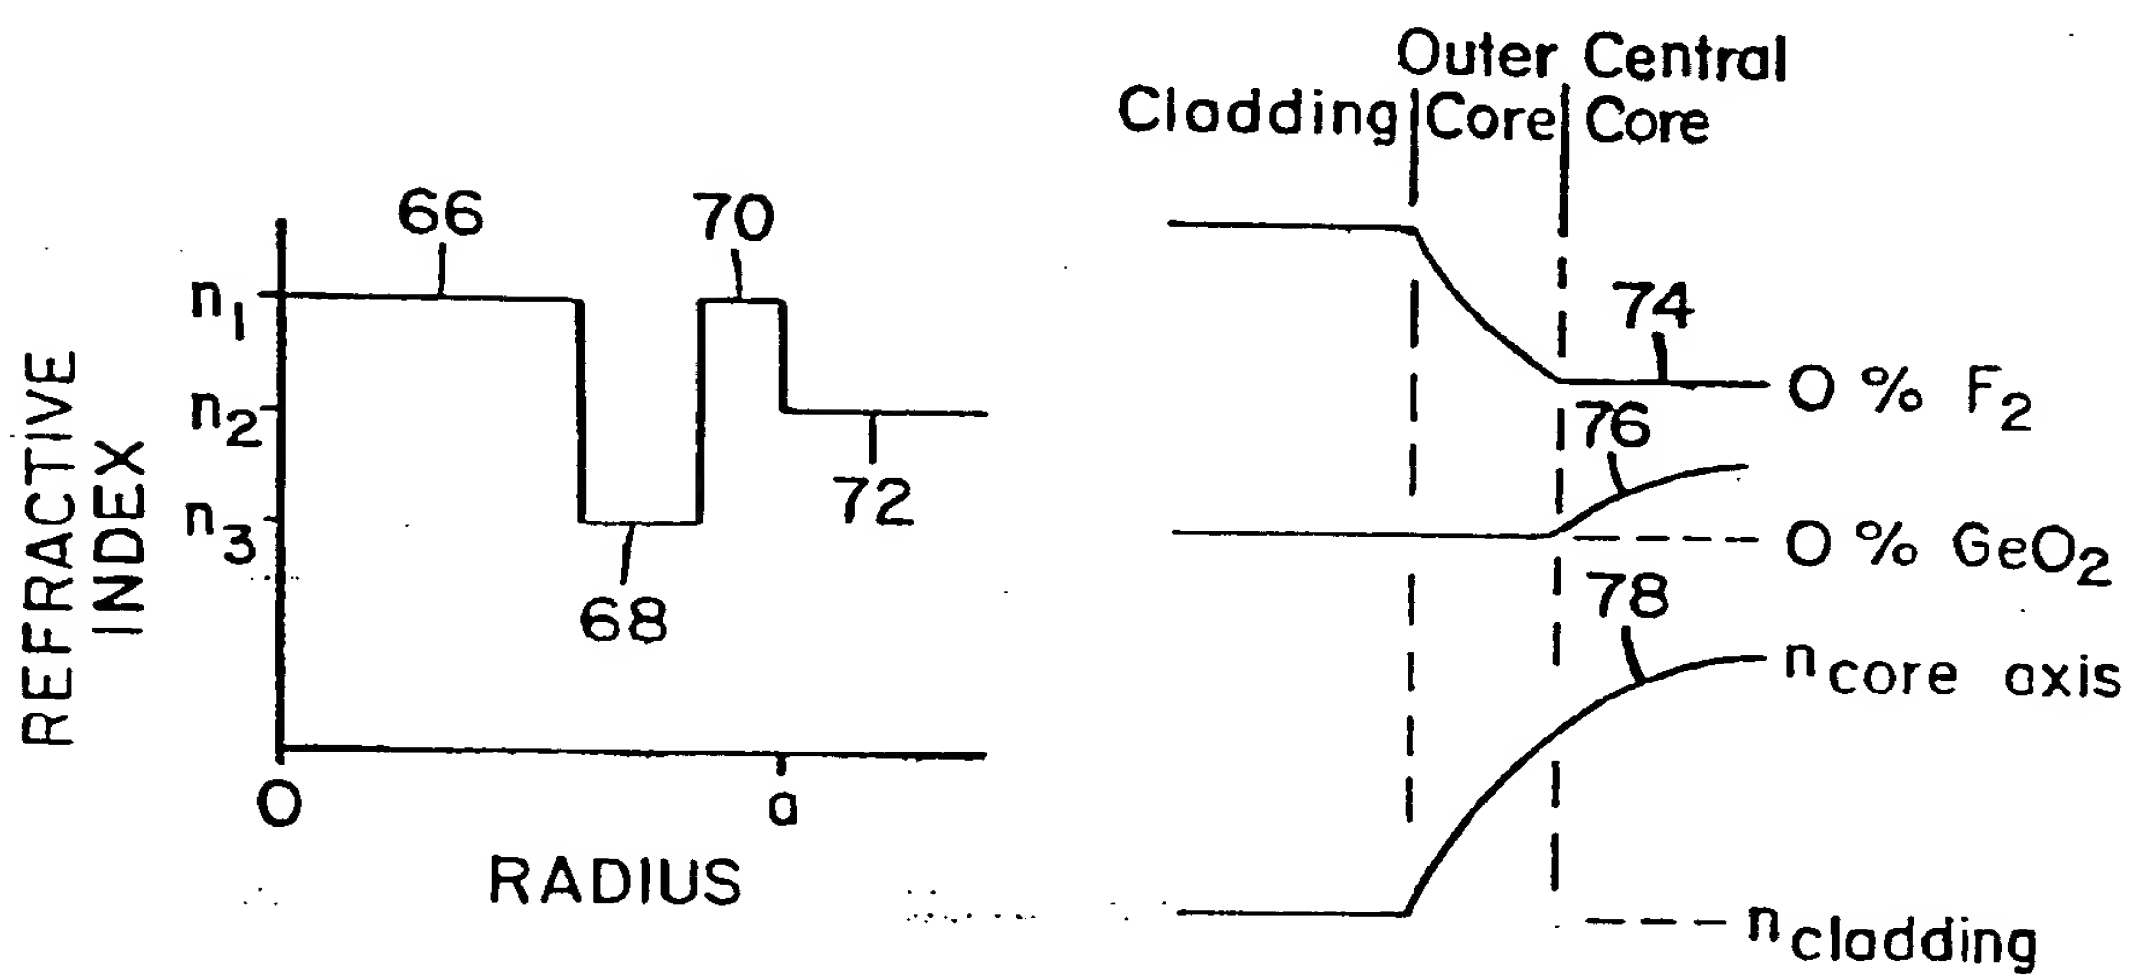 66
70
n1
n2
n3
72
68
REFRACTIVE
INDEX
0
a
RADIUS
Outer Central
Cladding Core Core
74
0 % F2
76
0 % GeO2
78
ncore axis
ncladding